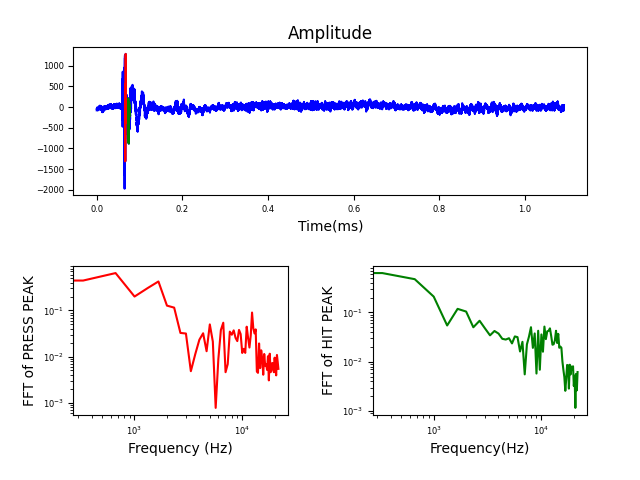 Amplitude
1000
500
0
−500
−1000
−1500
−2000
0.0 0.2 0.4 0.6 0.8 1.0
Time(ms)
FFT of PRESS PEAK
10⁻¹
10⁻²
10⁻³
10³ 10⁴
Frequency (Hz)
FFT of HIT PEAK
10⁻¹
10⁻²
10⁻³
10³ 10⁴
Frequency(Hz)